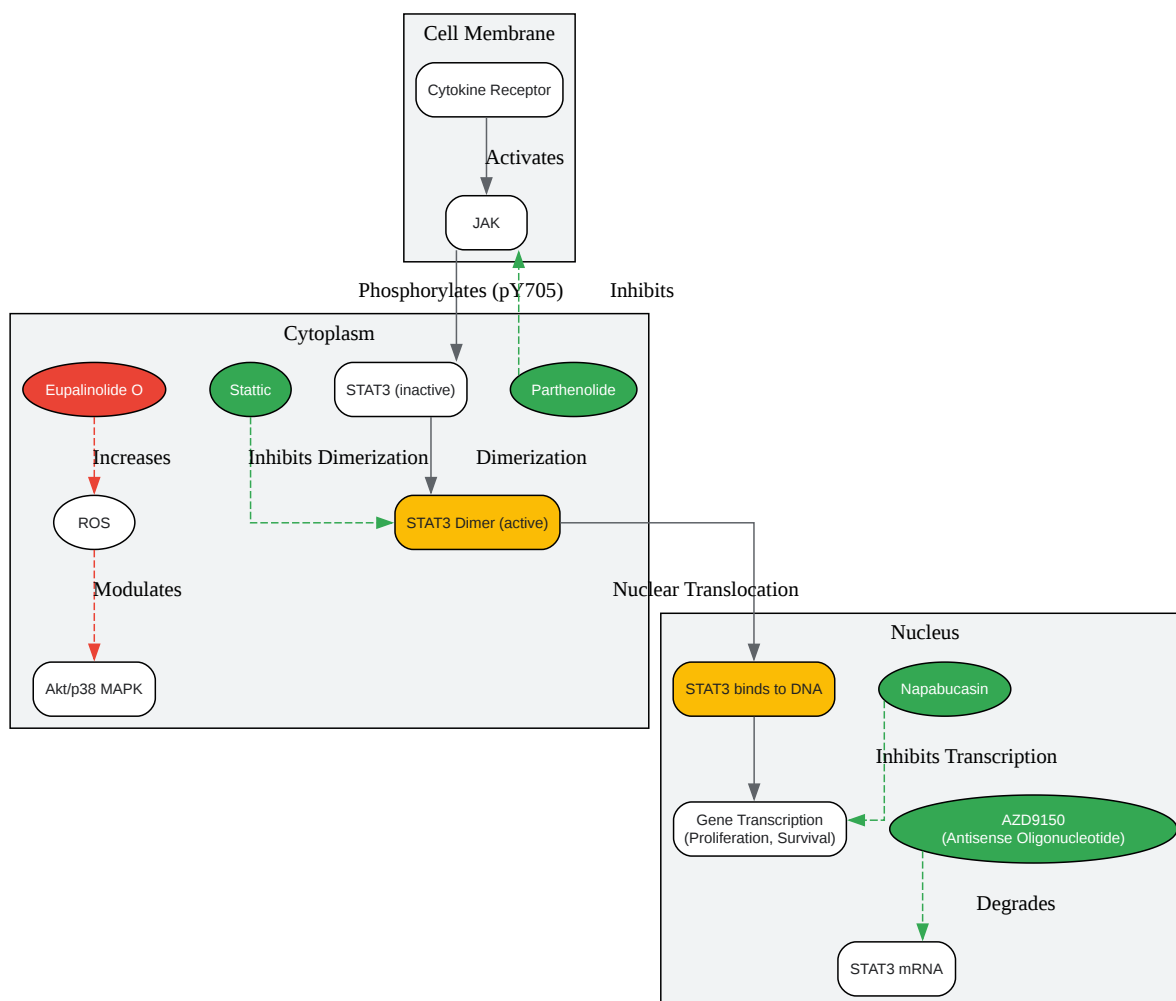 Cell Membrane
Cytokine Receptor
Activates
JAK
Phosphorylates (pY705)
Inhibits
Cytoplasm
Eupalinolide O
Stattic
STAT3 (inactive)
Parthenolide
Increases
Inhibits Dimerization
Dimerization
ROS
STAT3 Dimer (active)
Modulates
Nuclear Translocation
Akt/p38 MAPK
Nucleus
STAT3 binds to DNA
Napabucasin
Inhibits Transcription
Gene Transcription
(Proliferation, Survival)
AZD9150
(Antisense Oligonucleotide)
Degrades
STAT3 mRNA